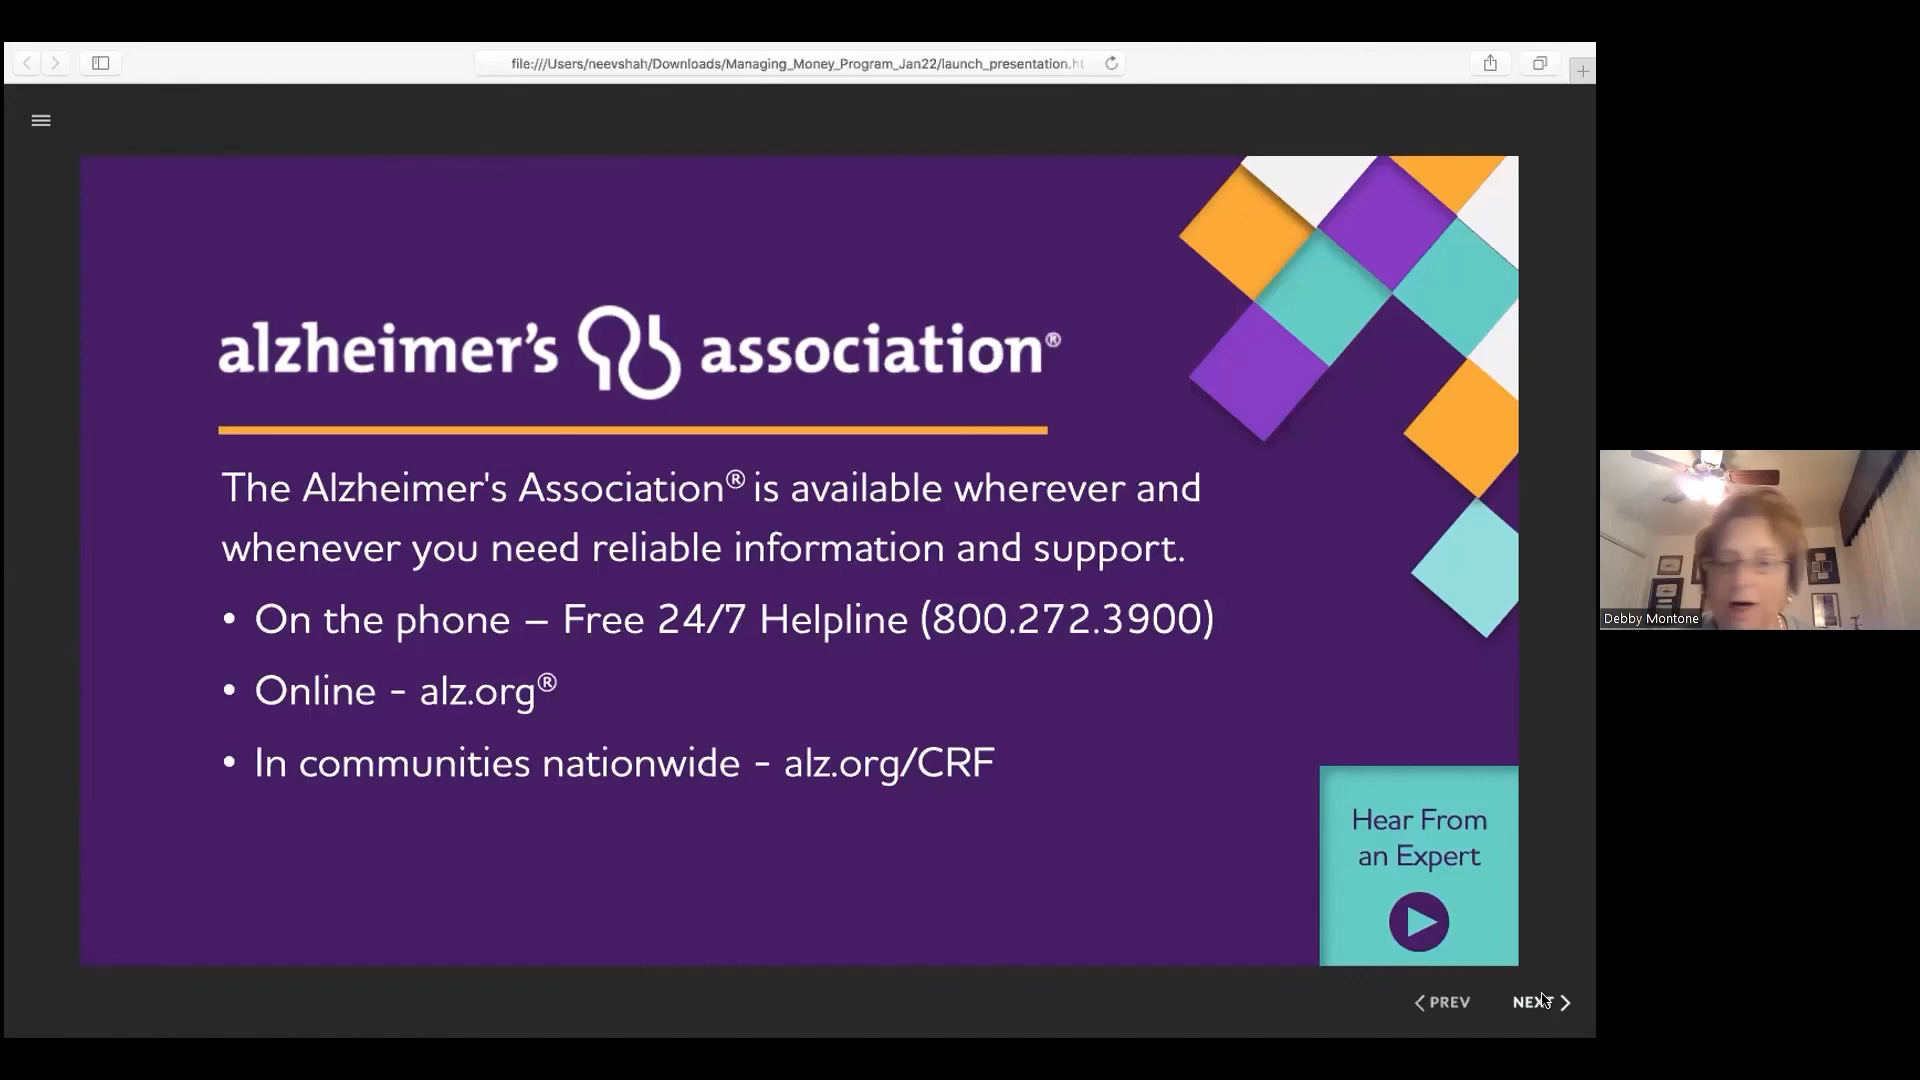 file:///Users/neevshah/Downloads/Managing_Money_Program_Jan22/launch_presentation.
alzheimer's association®
The Alzheimer's Association® is available wherever and
whenever you need reliable information and support.
• On the phone – Free 24/7 Helpline (800.272.3900)
• Online - alz.org®
• In communities nationwide - alz.org/CRF
Hear From
an Expert
Debby Montone
PREV
NEXT